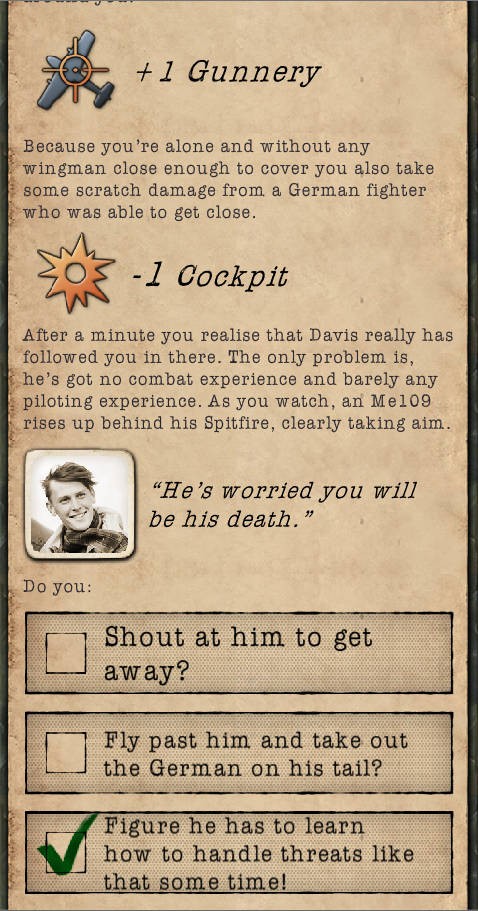 +1 Gunnery
Because you're alone and without any
wingman close enough to cover you also take
some scratch damage from a German fighter
who was able to get close.
-1 Cockpit
After a minute you realise that Davis really has
followed you in there. The only problem is,
he's got no combat experience and barely any
piloting experience. As you watch, an Me109
rises up behind his Spitfire, clearly taking aim.
“He's worried you will
be his death.”
Do you:
Shout at him to get
away?
Fly past him and take out
the German on his tail?
Figure he has to learn
how to handle threats like
that some time!